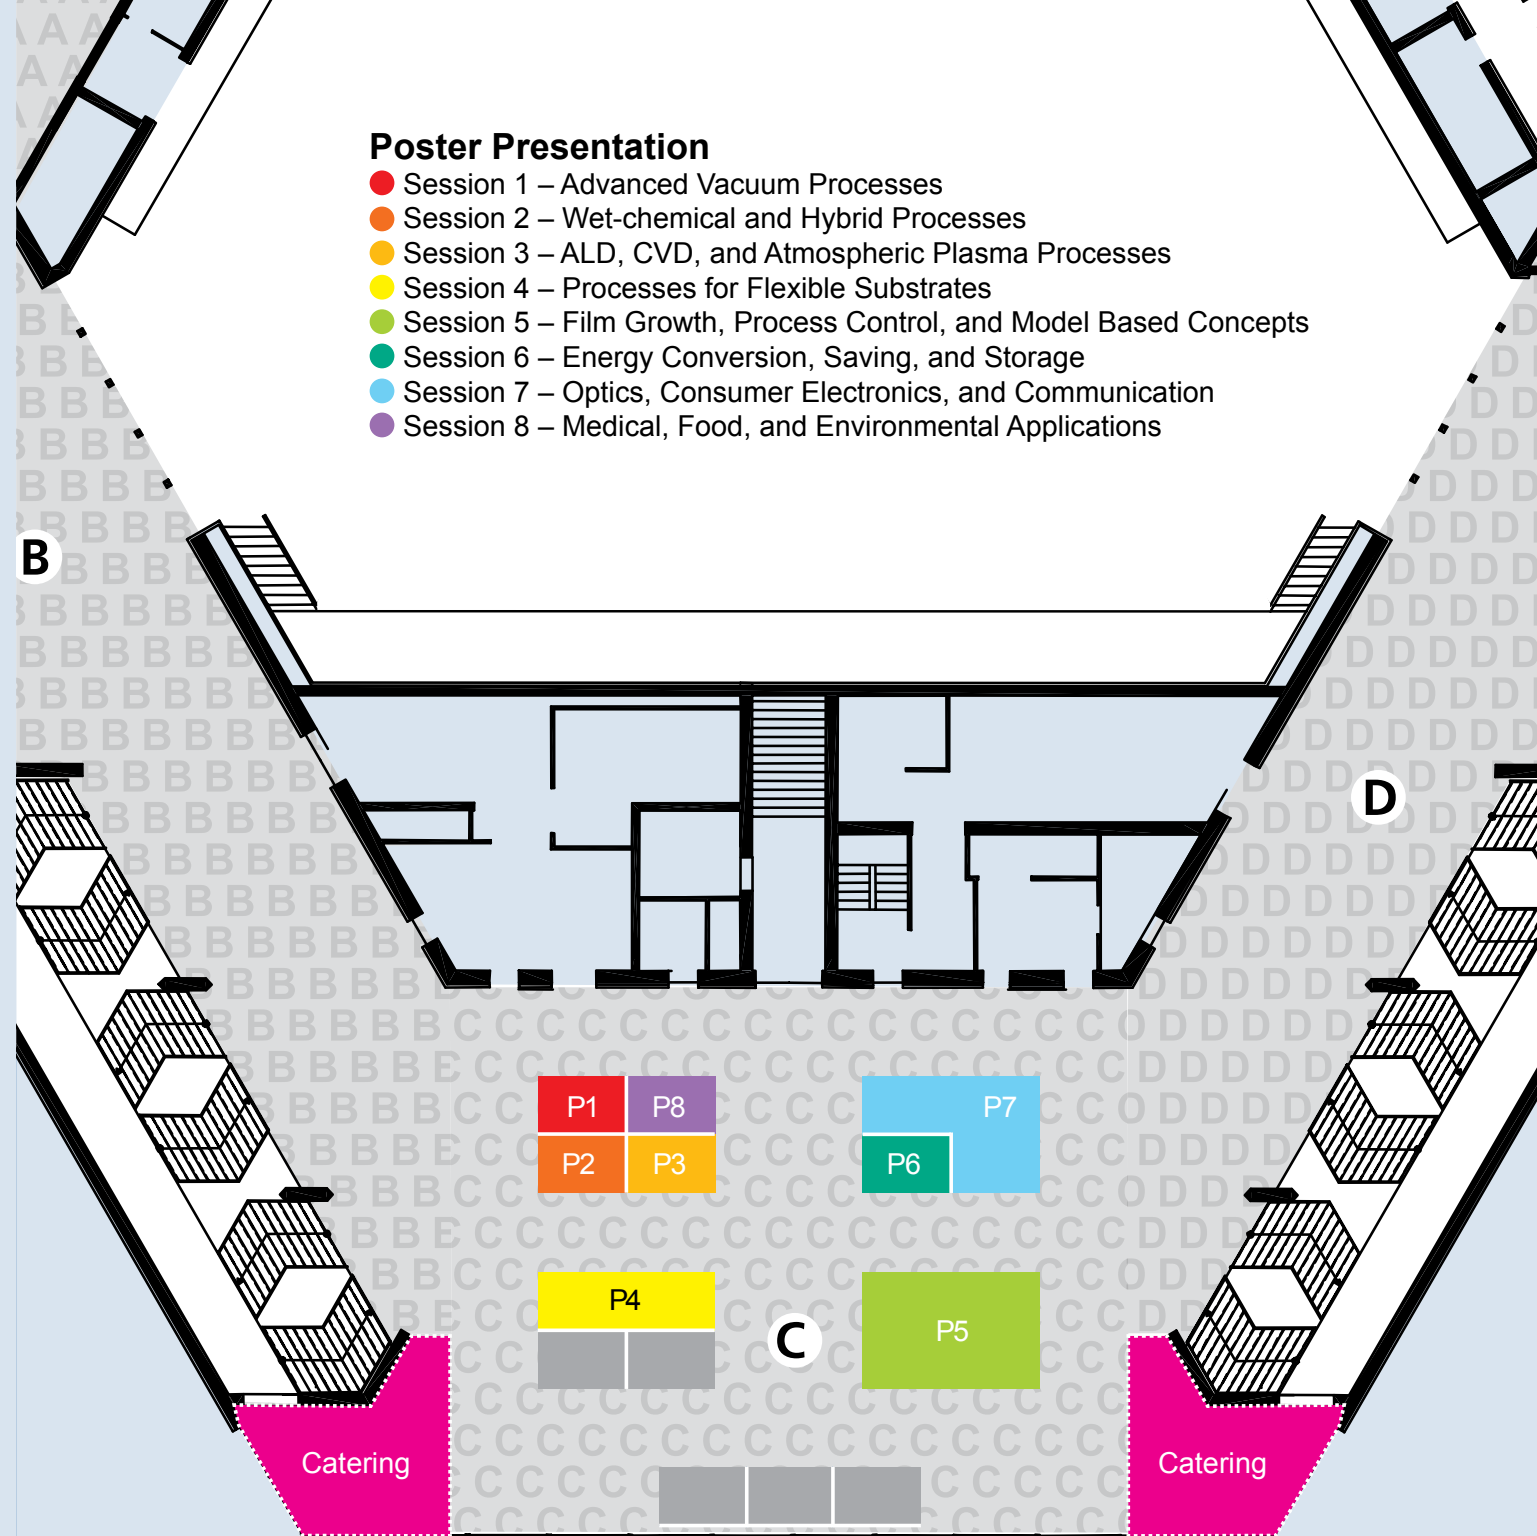 Poster Presentation
Session 1 – Advanced Vacuum Processes
Session 2 – Wet-chemical and Hybrid Processes
Session 3 – ALD, CVD, and Atmospheric Plasma Processes
Session 4 – Processes for Flexible Substrates
Session 5 – Film Growth, Process Control, and Model Based Concepts
Session 6 – Energy Conversion, Saving, and Storage
Session 7 – Optics, Consumer Electronics, and Communication
Session 8 – Medical, Food, and Environmental Applications
B
D
P1 P8 P7
P2 P3 P6
P4
C
P5
Catering
Catering